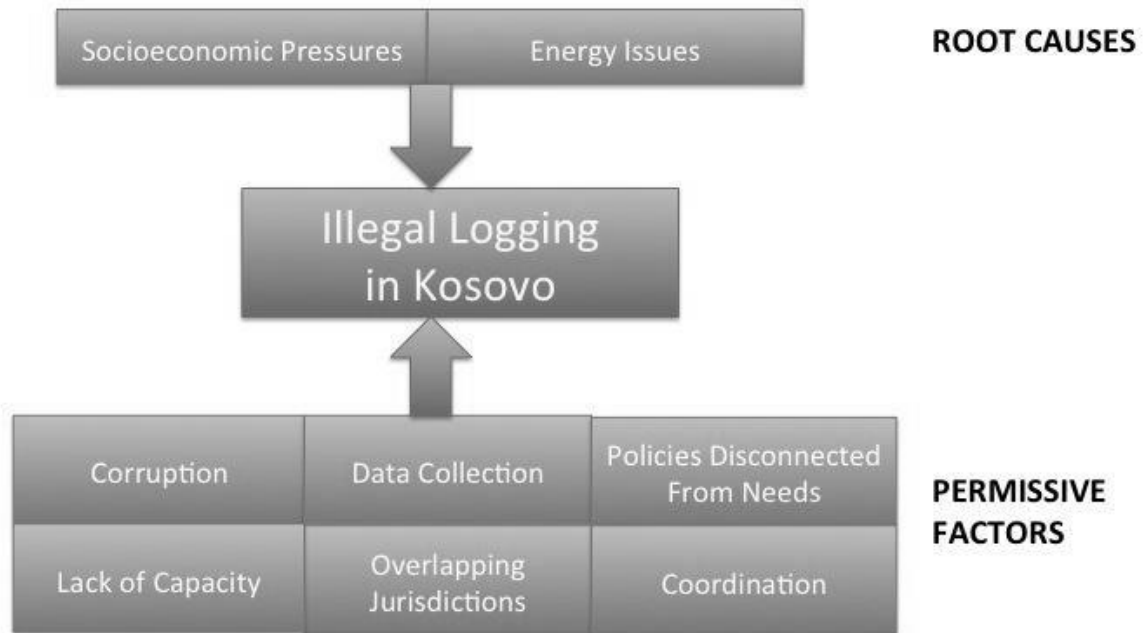 Socioeconomic Pressures
Energy Issues
ROOT CAUSES
Illegal Logging
in Kosovo
Corruption
Data Collection
Policies Disconnected
From Needs
PERMISSIVE
FACTORS
Lack of Capacity
Overlapping
Jurisdictions
Coordination